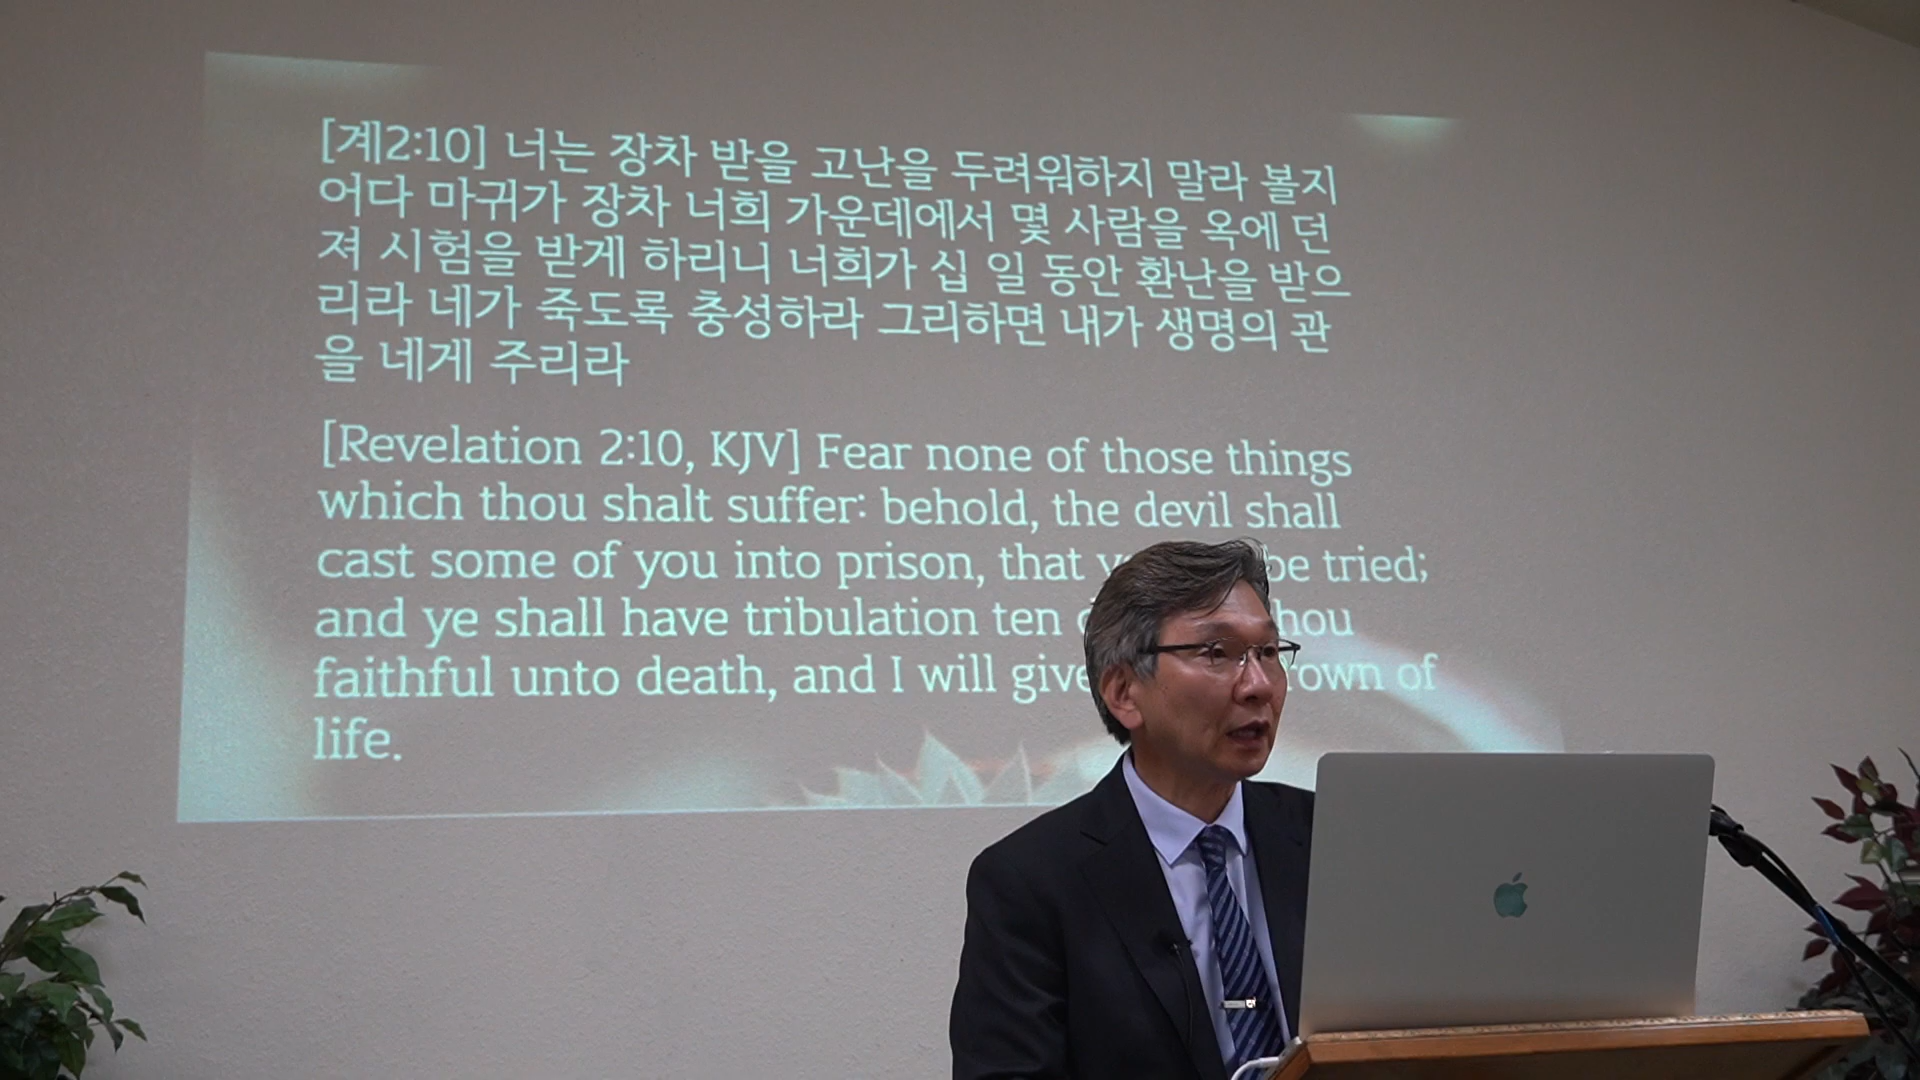 [계2:10] 너는 장차 받을 고난을 두려워하지 말라 볼지
어다 마귀가 장차 너희 가운데에서 몇 사람을 옥에 던
져 시험을 받게 하리니 너희가 십 일 동안 환난을 받으
리라 네가 죽도록 충성하라 그리하면 내가 생명의 관
을 네게 주리라
[Revelation 2:10, KJV] Fear none of those things
which thou shalt suffer: behold, the devil shall
cast some of you into prison, that be tried;
and ye shall have tribulation ten
faithful unto death, and I will give of
life.